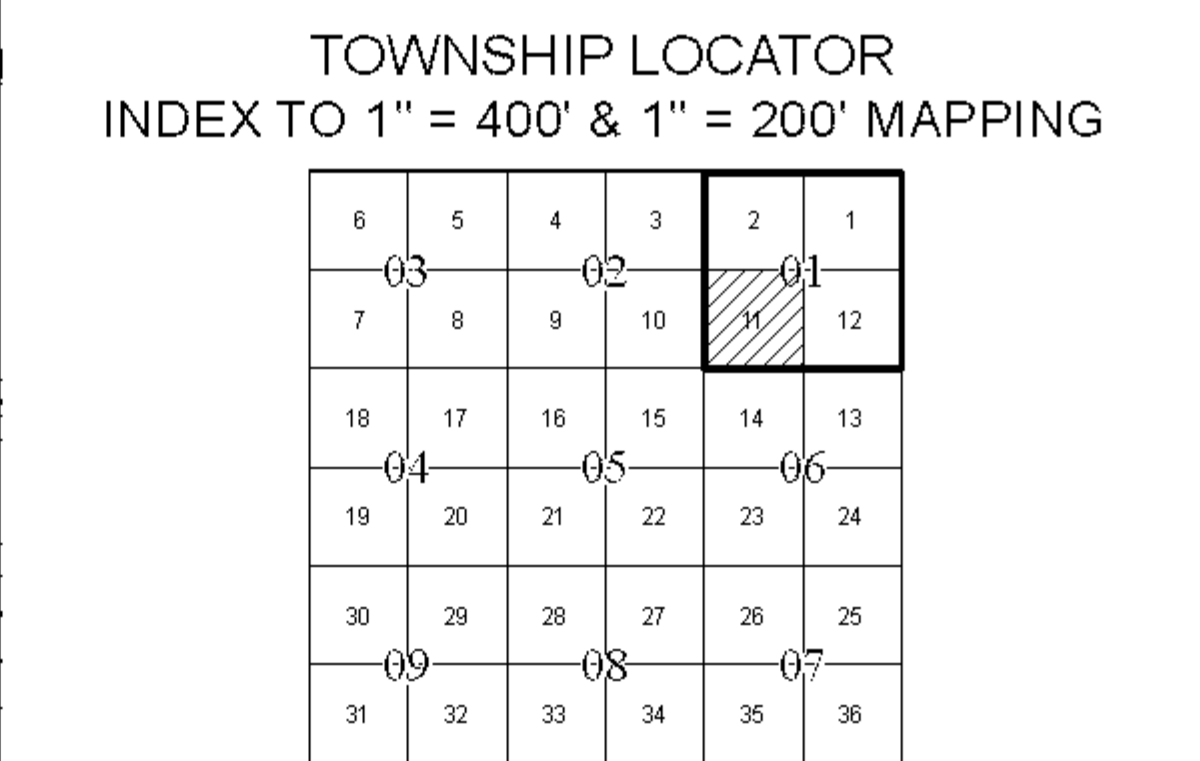 TOWNSHIP LOCATOR
INDEX TO 1" = 400' & 1" = 200' MAPPING
6 5 4 3 2 1
03 02 01
7 8 9 10 11 12
18 17 16 15 14 13
04 05 06
19 20 21 22 23 24
30 29 28 27 26 25
09 08 07
31 32 33 34 35 36